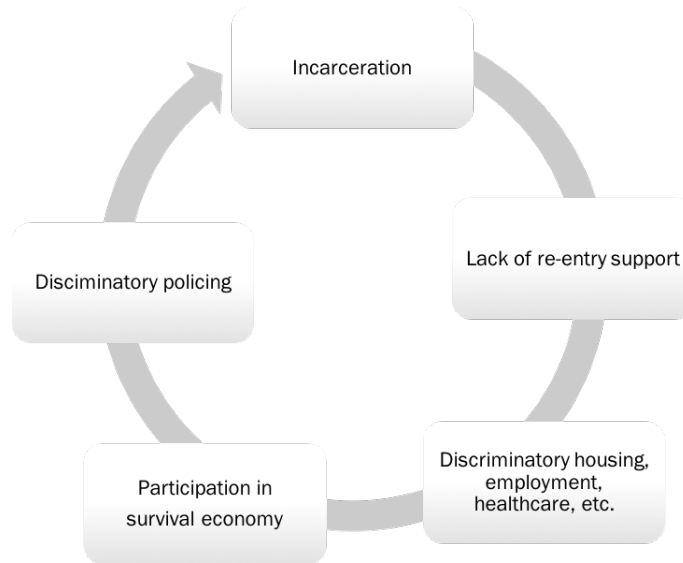 Incarceration
Lack of re-entry support
Discriminatory housing,
employment,
healthcare, etc.
Participation in
survival economy
Disciminatory policing